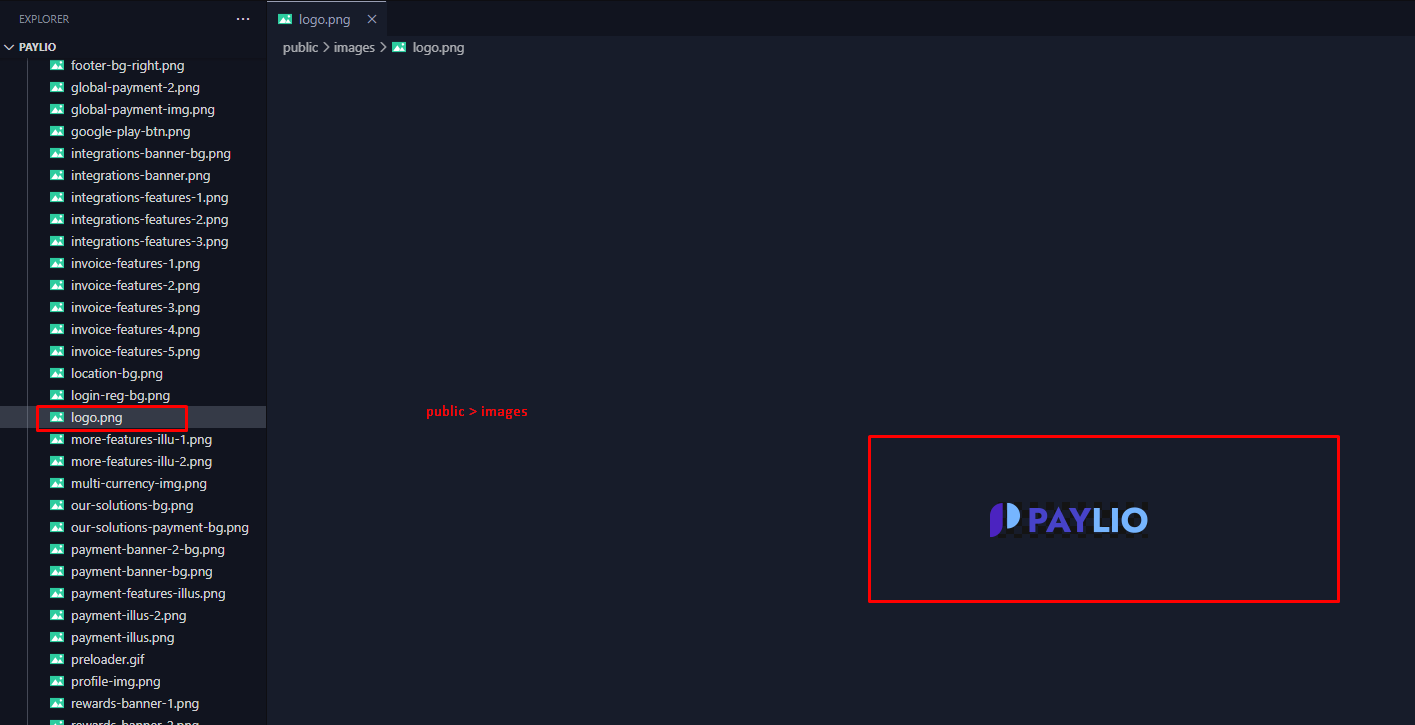 EXPLORER
PAYLIO
footer-bg-right.png
global-payment-2.png
global-payment-img.png
google-play-btn.png
integrations-banner-bg.png
integrations-banner.png
integrations-features-1.png
integrations-features-2.png
integrations-features-3.png
invoice-features-1.png
invoice-features-2.png
invoice-features-3.png
invoice-features-4.png
invoice-features-5.png
location-bg.png
login-reg-bg.png
logo.png
more-features-illu-1.png
more-features-illu-2.png
multi-currency-img.png
our-solutions-bg.png
our-solutions-payment-bg.png
payment-banner-2-bg.png
payment-banner-bg.png
payment-features-illus.png
payment-illus-2.png
payment-illus.png
preloader.gif
profile-img.png
rewards-banner-1.png
rewards-banner-2.png
logo.png
public > images > logo.png
public > images
PAYLIO